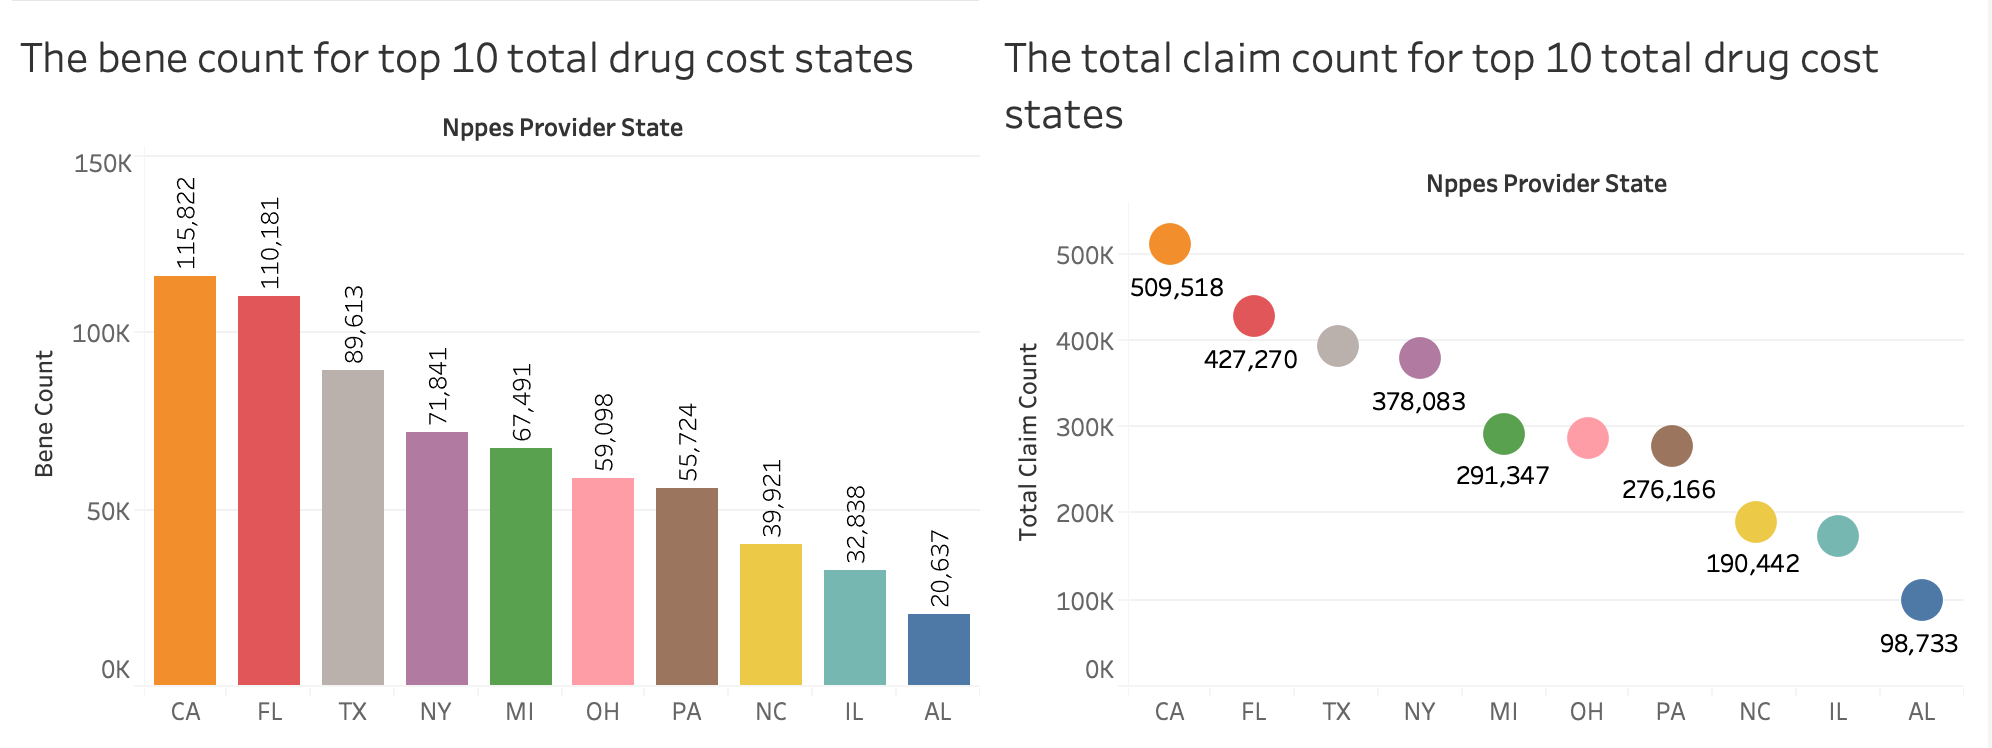 The bene count for top 10 total drug cost states
Nppes Provider State
150K
100K
50K
0K
Bene Count
115,822
110,181
89,613
71,841
67,491
59,098
55,724
39,921
32,838
20,637
CA FL TX NY MI OH PA NC IL AL
The total claim count for top 10 total drug cost
states
Nppes Provider State
500K
400K
300K
200K
100K
0K
Total Claim Count
509,518
427,270
378,083
291,347
276,166
190,442
98,733
CA FL TX NY MI OH PA NC IL AL